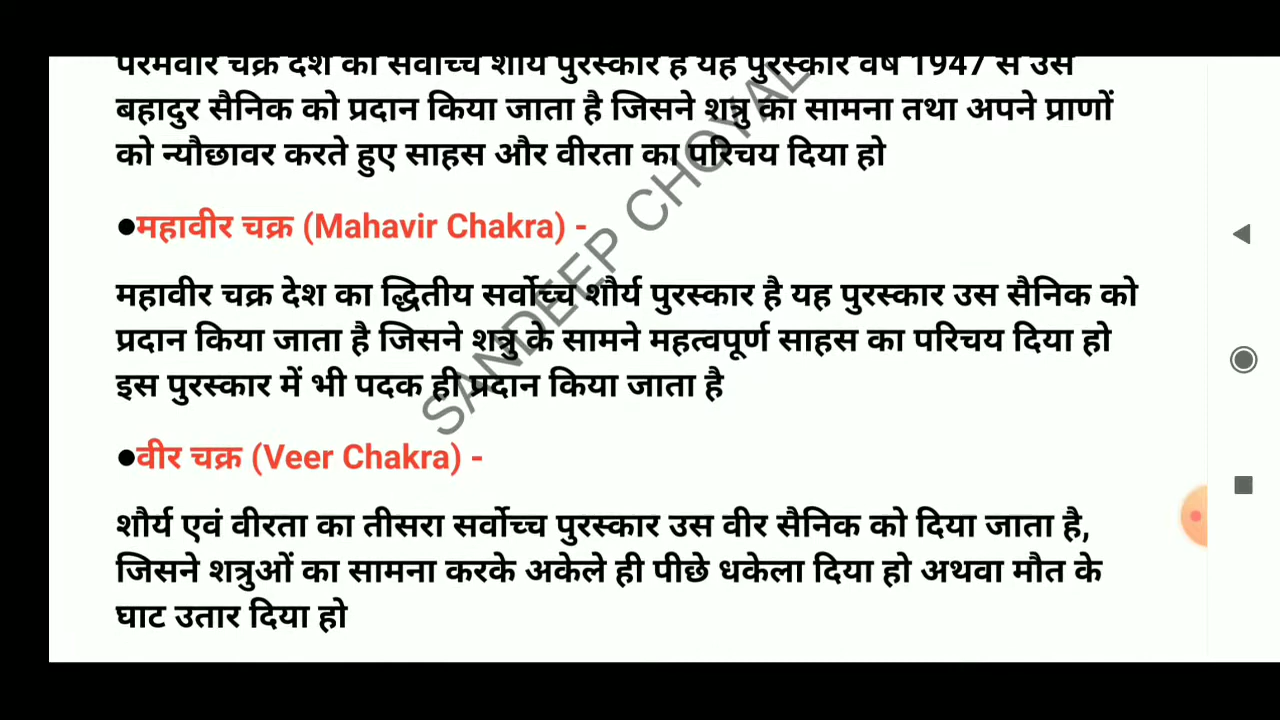 परमवीर चक्र देश का सर्वोच्च शौर्य पुरस्कार है यह पुरस्कार वर्ष 1947 से उस
बहादुर सैनिक को प्रदान किया जाता है जिसने शत्रु का सामना तथा अपने प्राणों
को न्यौछावर करते हुए साहस और वीरता का परिचय दिया हो
●महावीर चक्र (Mahavir Chakra) -
महावीर चक्र देश का द्धितीय सर्वोच्च शौर्य पुरस्कार है यह पुरस्कार उस सैनिक को
प्रदान किया जाता है जिसने शत्रु के सामने महत्वपूर्ण साहस का परिचय दिया हो
इस पुरस्कार में भी पदक ही प्रदान किया जाता है
●वीर चक्र (Veer Chakra) -
शौर्य एवं वीरता का तीसरा सर्वोच्च पुरस्कार उस वीर सैनिक को दिया जाता है,
जिसने शत्रुओं का सामना करके अकेले ही पीछे धकेला दिया हो अथवा मौत के
घाट उतार दिया हो
SANDEEP CHOYAL